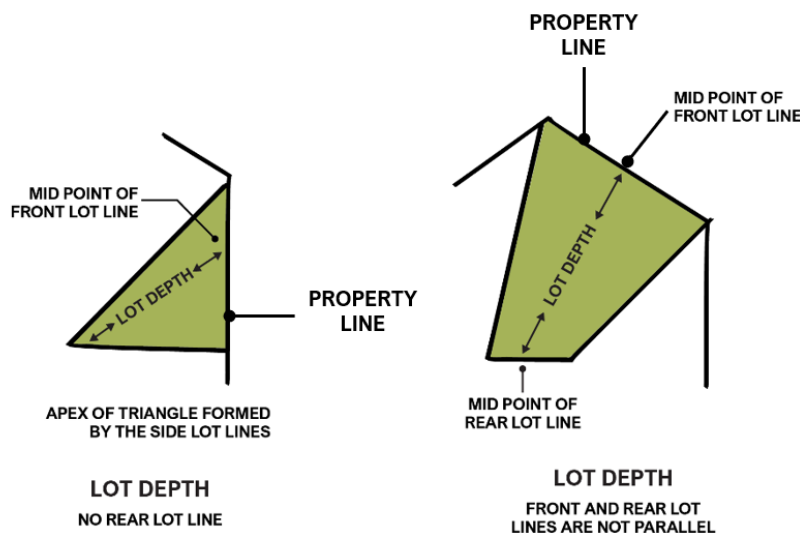 MID POINT OF
FRONT LOT LINE
LOT DEPTH
PROPERTY
LINE
APEX OF TRIANGLE FORMED
BY THE SIDE LOT LINES
LOT DEPTH
NO REAR LOT LINE
PROPERTY
LINE
MID POINT OF
FRONT LOT LINE
LOT DEPTH
MID POINT OF
REAR LOT LINE
LOT DEPTH
FRONT AND REAR LOT
LINES ARE NOT PARALLEL